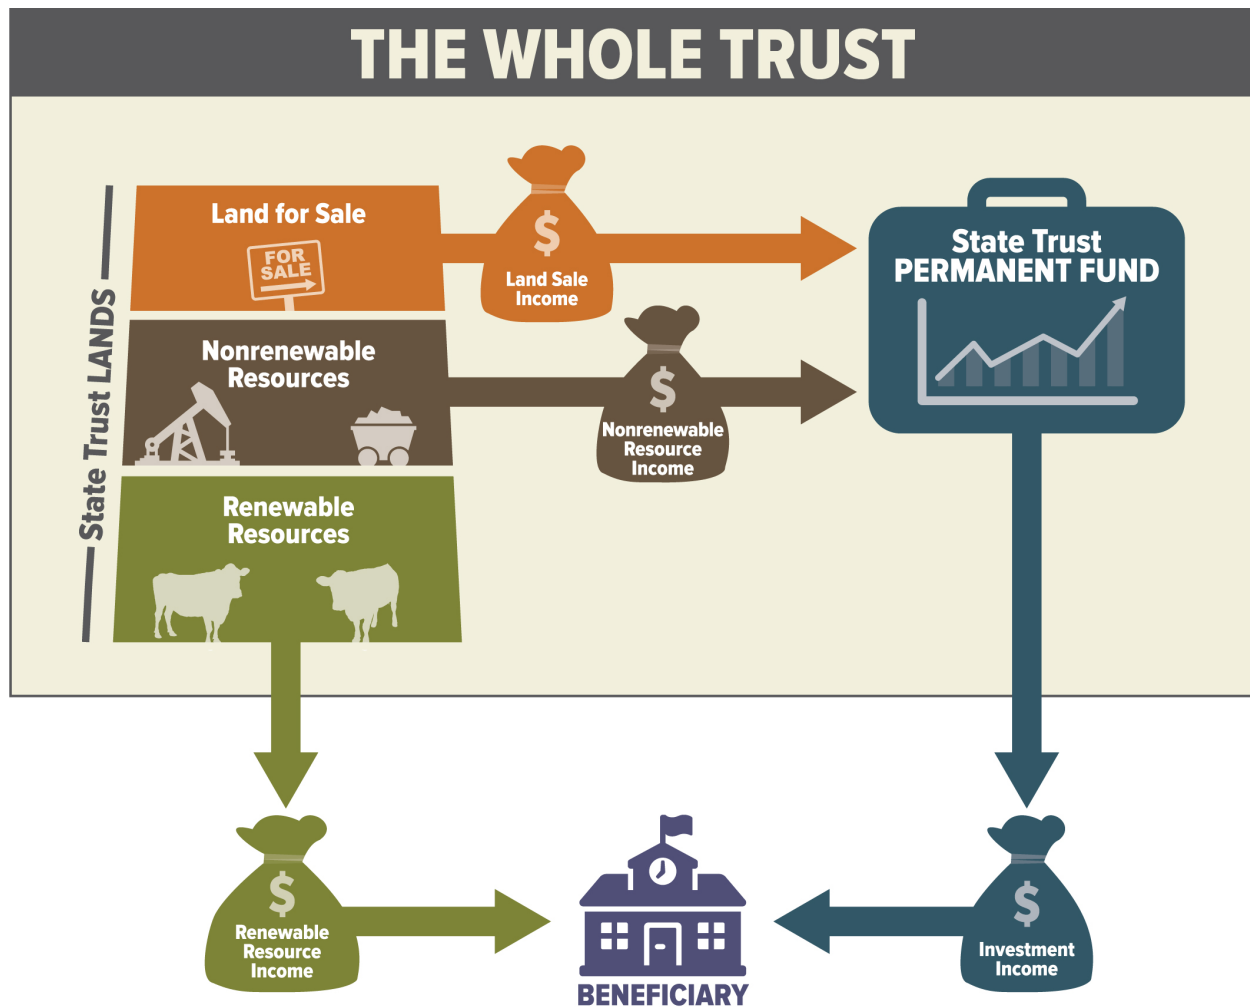 THE WHOLE TRUST
State Trust LANDS
Land for Sale
FOR
SALE
$
Land Sale
Income
State Trust
PERMANENT FUND
Nonrenewable
Resources
$
Nonrenewable
Resource
Income
Renewable
Resources
$
Renewable
Resource
Income
BENEFICIARY
$
Investment
Income